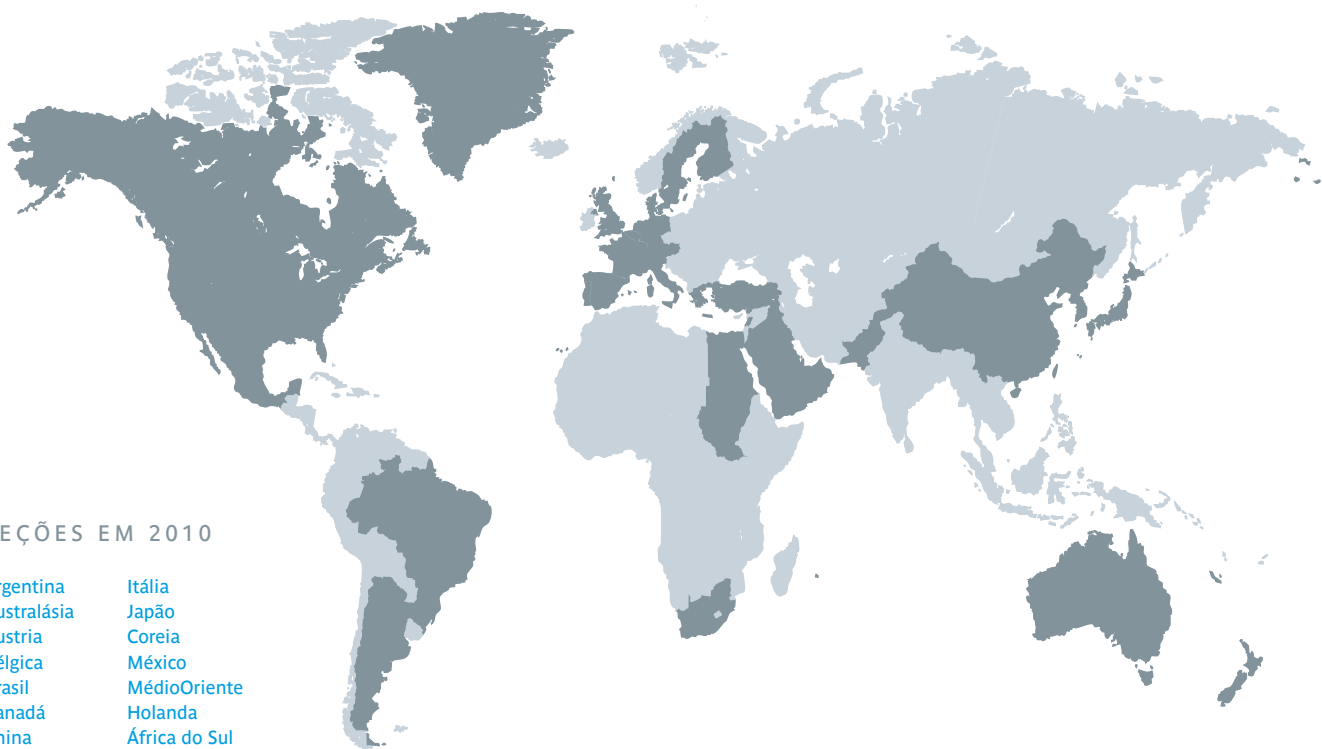 EÇÕES EM 2010
rgentina
ustralásia
ustria
élgica
rasil
anadá
hina
Itália
Japão
Coreia
México
MédioOriente
Holanda
África do Sul